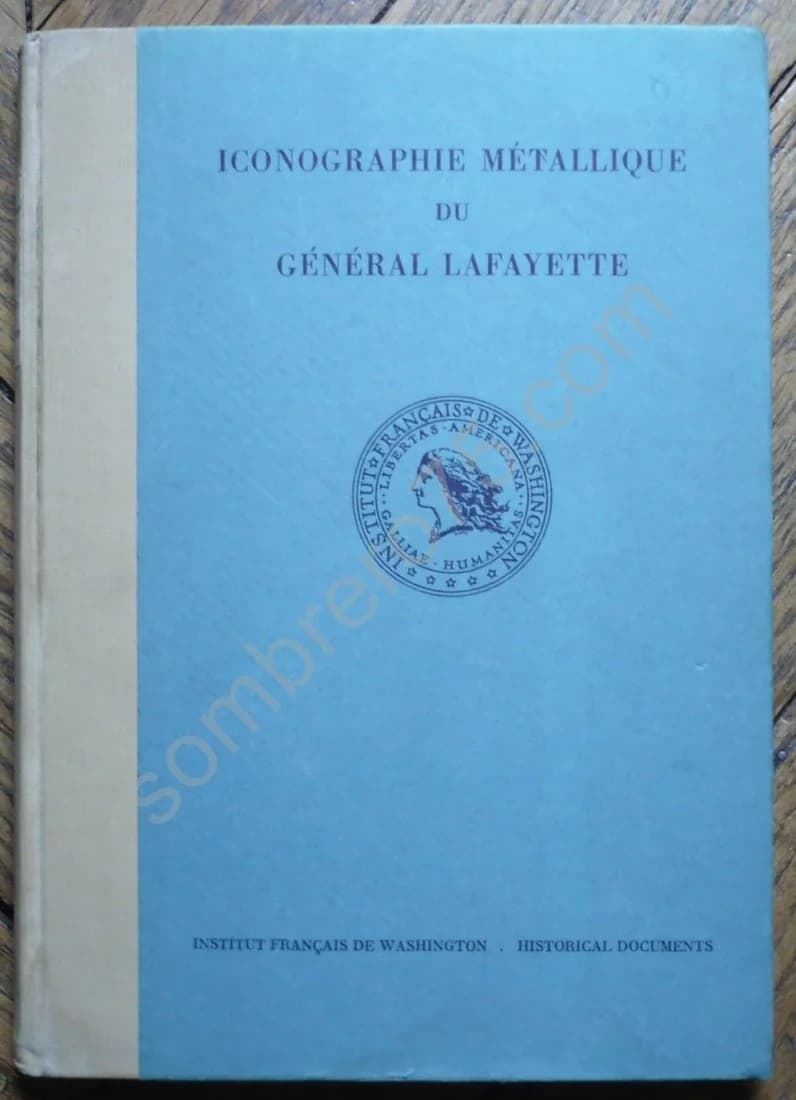 ICONOGRAPHIE MÉTALLIQUE
DU
GÉNÉRAL LAFAYETTE
INSTITUT FRANÇAIS DE WASHINGTON
LIBERTAS · AMERICANA
GALLIAE · HUMANITAS
INSTITUT FRANÇAIS DE WASHINGTON . HISTORICAL DOCUMENTS